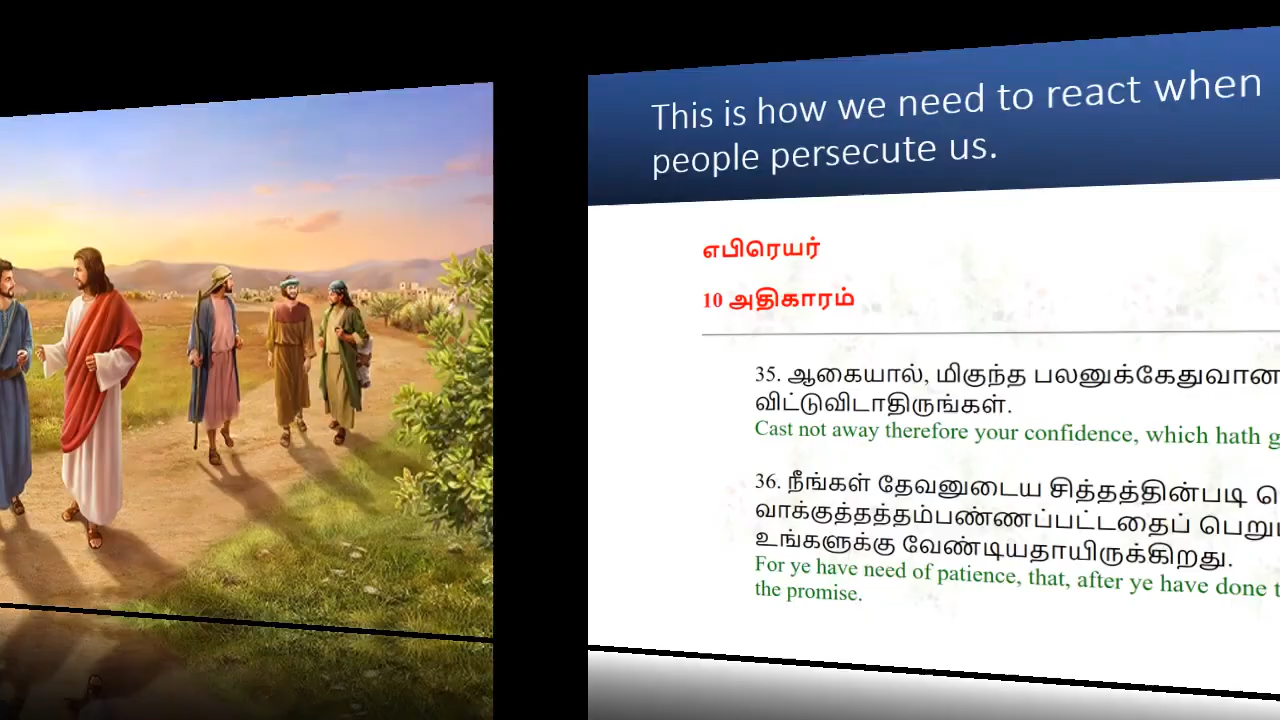 This is how we need to react when
people persecute us.
எபிரெயர்
10 அதிகாரம்
35. ஆகையால், மிகுந்த பலனுக்கேதுவான
விட்டுவிடாதிருங்கள்.
Cast not away therefore your confidence, which hath g
36. நீங்கள் தேவனுடைய சித்தத்தின்படி
வாக்குத்தத்தம்பண்ணப்பட்டதைப்
உங்களுக்கு வேண்டியதாயிருக்கிறது.
For ye have need of patience, that, after ye have done t
the promise.